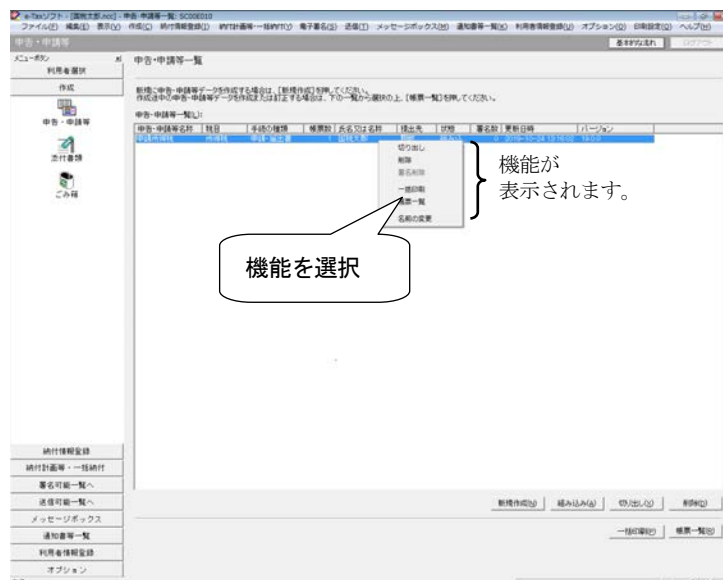 e-Taxソフト - [国税太郎.ncc] - 申告・申請等一覧: SC00E010
ファイル(F) 編集(E) 表示(V) 作成(C) 納付情報登録(D) 電子署名(S) 送信(T) メッセージボックス(M) 通知書等一覧(K) 利用者情報登録(U) オプション(O) 印刷設定(Q) ヘルプ(H)
申告・申請等
基本的な流れ
ログアウト
メニューボタン
利用者選択
作成
申告・申請等
添付書類
ごみ箱
申告・申請等一覧
新規に申告・申請等データを作成する場合は、[新規作成]を押してください。
作成途中の申告・申請等データを作成または訂正する場合は、下の一覧から選択の上、[帳票一覧]を押してください。
申告・申請等一覧(L):
申告・申請等名称 税目 手続の種類 帳票数 氏名又は名称 提出先 状態 署名数 更新日時 バージョン
切り出し
削除
署名削除
一括印刷
帳票一覧
名前の変更
機能が
表示されます。
機能を選択
新規作成(N) 組み込み(A) 切り出し(X) 削除(D)
一括印刷(P) 帳票一覧(R)
納付情報登録
納付計画等・一括納付
署名可能一覧へ
送信可能一覧へ
メッセージボックス
通知書等一覧
利用者情報登録
オプション